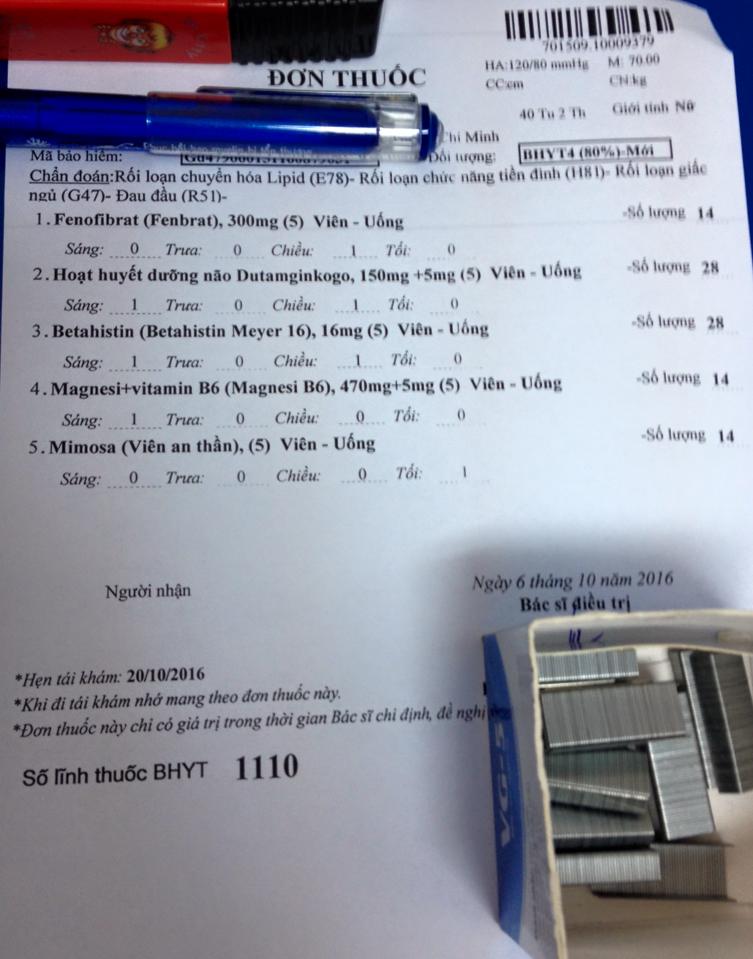 701509.10009379
ĐƠN THUỐC
HA:120/80 mmHg M: 70.00
CC:cm CN:kg
40 Tu 2 Th Giới tính Nữ
Chí Minh
Mã bảo hiểm: Đối tượng: BHYT4 (80%)-Mới
Chẩn đoán:Rối loạn chuyển hóa Lipid (E78)- Rối loạn chức năng tiền đình (H81)- Rối loạn giấc
ngủ (G47)- Đau đầu (R51)-
1. Fenofibrat (Fenbrat), 300mg (5) Viên - Uống -Số lượng 14
Sáng: 0 Trưa: 0 Chiều: 1 Tối: 0
2. Hoạt huyết dưỡng não Dutamginkogo, 150mg +5mg (5) Viên - Uống -Số lượng 28
Sáng: 1 Trưa: 0 Chiều: 1 Tối: 0
3. Betahistin (Betahistin Meyer 16), 16mg (5) Viên - Uống -Số lượng 28
Sáng: 1 Trưa: 0 Chiều: 1 Tối: 0
4. Magnesi+vitamin B6 (Magnesi B6), 470mg+5mg (5) Viên - Uống -Số lượng 14
Sáng: 1 Trưa: 0 Chiều: 0 Tối: 0
5. Mimosa (Viên an thần), (5) Viên - Uống -Số lượng 14
Sáng: 0 Trưa: 0 Chiều: 0 Tối: 1
Ngày 6 tháng 10 năm 2016
Người nhận Bác sĩ điều trị
*Hẹn tái khám: 20/10/2016
*Khi đi tái khám nhớ mang theo đơn thuốc này.
*Đơn thuốc này chỉ có giá trị trong thời gian Bác sĩ chỉ định, đề nghị
Số lĩnh thuốc BHYT 1110